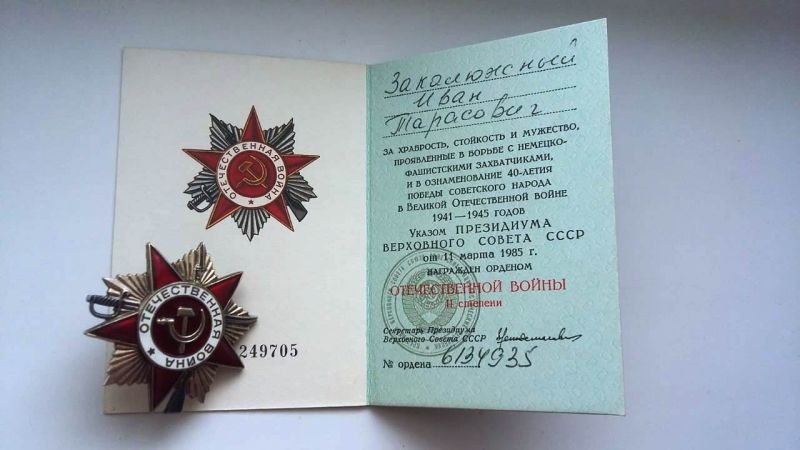 ОТЕЧЕСТВЕННАЯ ВОЙНА
ОТЕЧЕСТВЕННАЯ ВОЙНА
249705
Закалюжный
Иван
Тарасович
ЗА ХРАБРОСТЬ, СТОЙКОСТЬ И МУЖЕСТВО,
ПРОЯВЛЕННЫЕ В БОРЬБЕ С НЕМЕЦКО-
ФАШИСТСКИМИ ЗАХВАТЧИКАМИ,
И В ОЗНАМЕНОВАНИЕ 40-ЛЕТИЯ
ПОБЕДЫ СОВЕТСКОГО НАРОДА
В ВЕЛИКОЙ ОТЕЧЕСТВЕННОЙ ВОЙНЕ
1941—1945 ГОДОВ
УКАЗОМ ПРЕЗИДИУМА
ВЕРХОВНОГО СОВЕТА СССР
от 11 марта 1985 г.
НАГРАЖДЕН ОРДЕНОМ
ОТЕЧЕСТВЕННОЙ ВОЙНЫ
II степени
Секретарь Президиума
Верховного Совета СССР
№ ордена 6134935